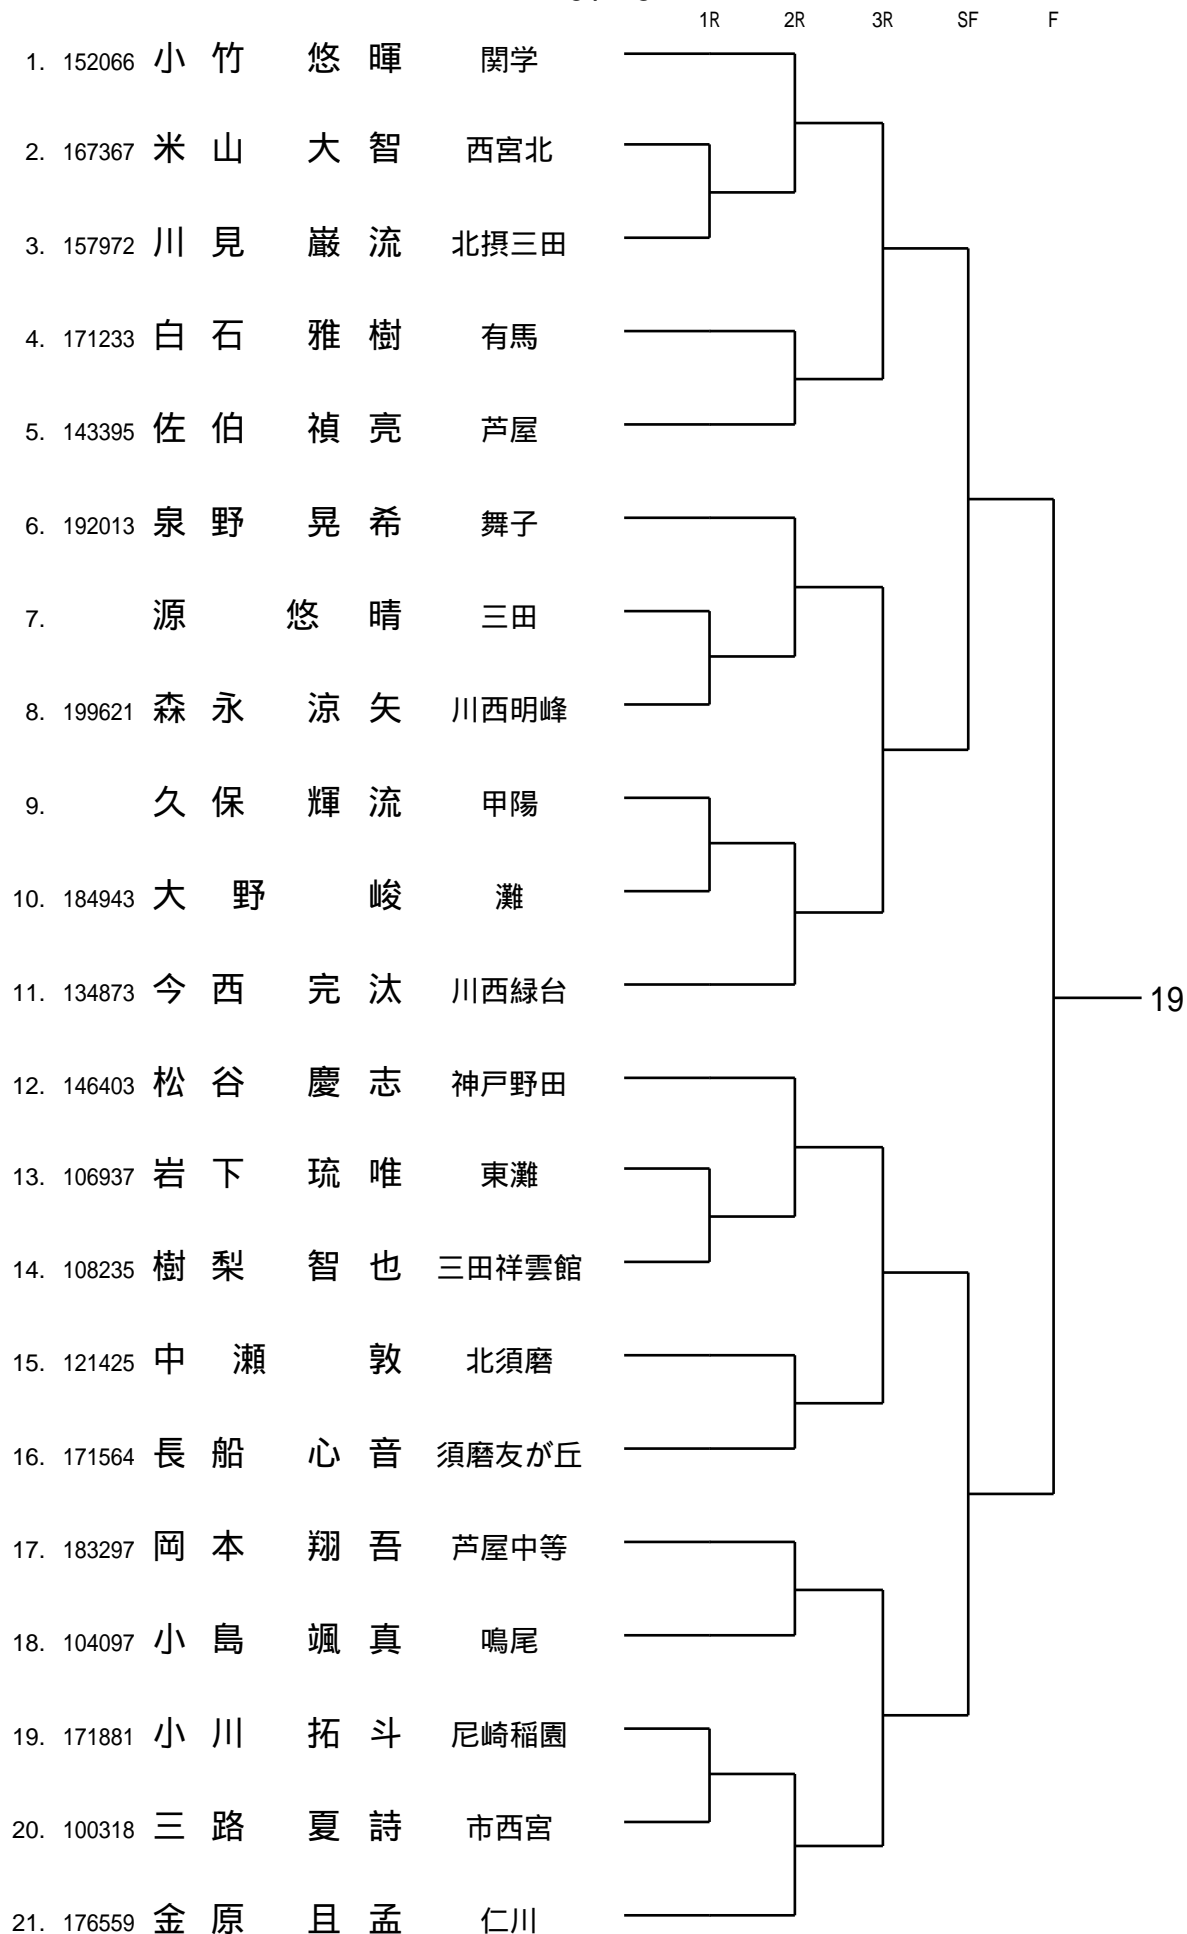 1R 2R 3R SF F
1. 152066 小竹 悠暉 関学
2. 167367 米山 大智 西宮北
3. 157972 川見 巌流 北摂三田
4. 171233 白石 雅樹 有馬
5. 143395 佐伯 禎亮 芦屋
6. 192013 泉野 晃希 舞子
7. 源 悠晴 三田
8. 199621 森永 涼矢 川西明峰
9. 久保 輝流 甲陽
10. 184943 大野 峻 灘
11. 134873 今西 完汰 川西緑台
19
12. 146403 松谷 慶志 神戸野田
13. 106937 岩下 琉唯 東灘
14. 108235 樹梨 智也 三田祥雲館
15. 121425 中瀬 敦 北須磨
16. 171564 長船 心音 須磨友が丘
17. 183297 岡本 翔吾 芦屋中等
18. 104097 小島 颯真 鳴尾
19. 171881 小川 拓斗 尼崎稲園
20. 100318 三路 夏詩 市西宮
21. 176559 金原 且孟 仁川